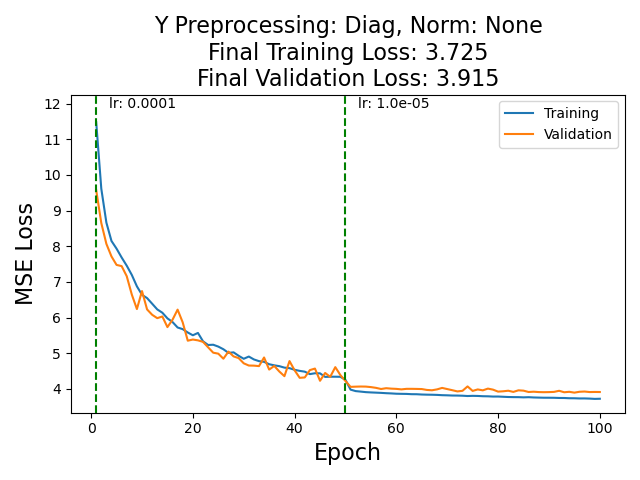 Y Preprocessing: Diag, Norm: None
Final Training Loss: 3.725
Final Validation Loss: 3.915
lr: 0.0001
lr: 1.0e-05
Training
Validation
12
11
10
9
8
7
6
5
4
MSE Loss
0
20
40
60
80
100
Epoch